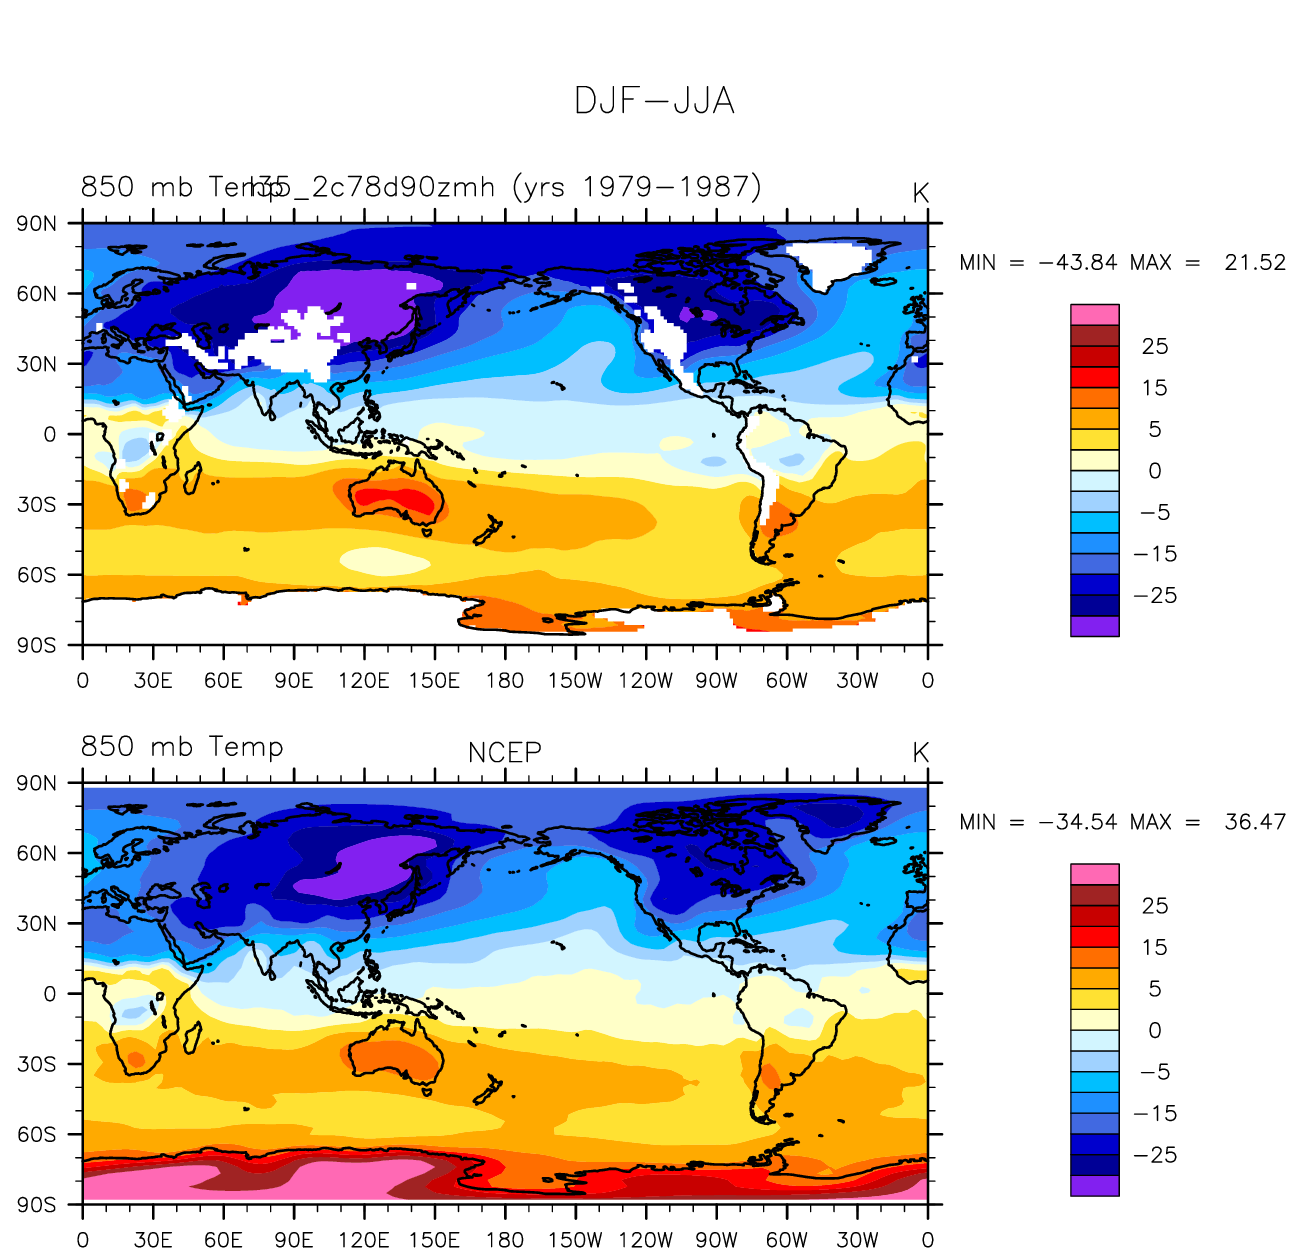 DJF-JJA
850 mb Temp
h35_2c78d90zmh (yrs 1979-1987)
K
90N
60N
30N
0
30S
60S
90S
0 30E 60E 90E 120E 150E 180 150W 120W 90W 60W 30W 0
MIN = -43.84 MAX = 21.52
25
15
5
0
-5
-15
-25
850 mb Temp
NCEP
K
90N
60N
30N
0
30S
60S
90S
0 30E 60E 90E 120E 150E 180 150W 120W 90W 60W 30W 0
MIN = -34.54 MAX = 36.47
25
15
5
0
-5
-15
-25